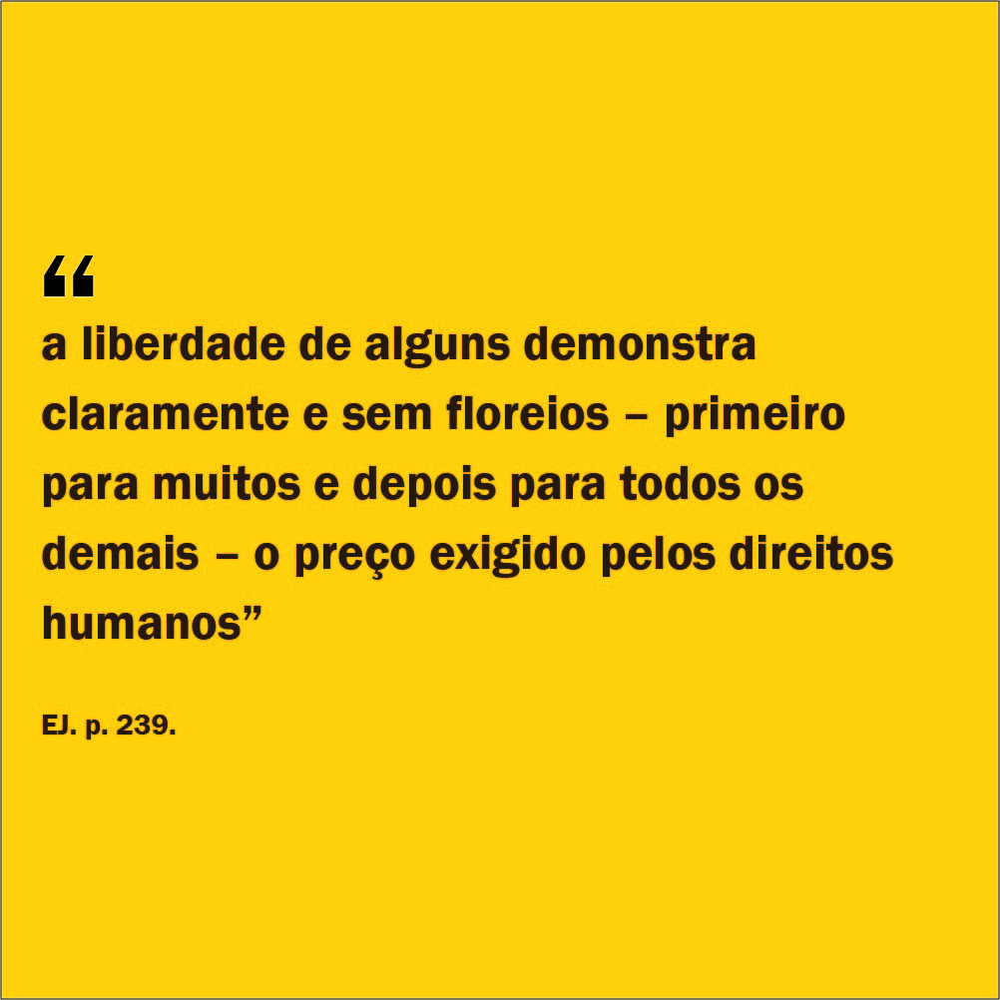 “
a liberdade de alguns demonstra
claramente e sem floreios – primeiro
para muitos e depois para todos os
demais – o preço exigido pelos direitos
humanos”
EJ. p. 239.